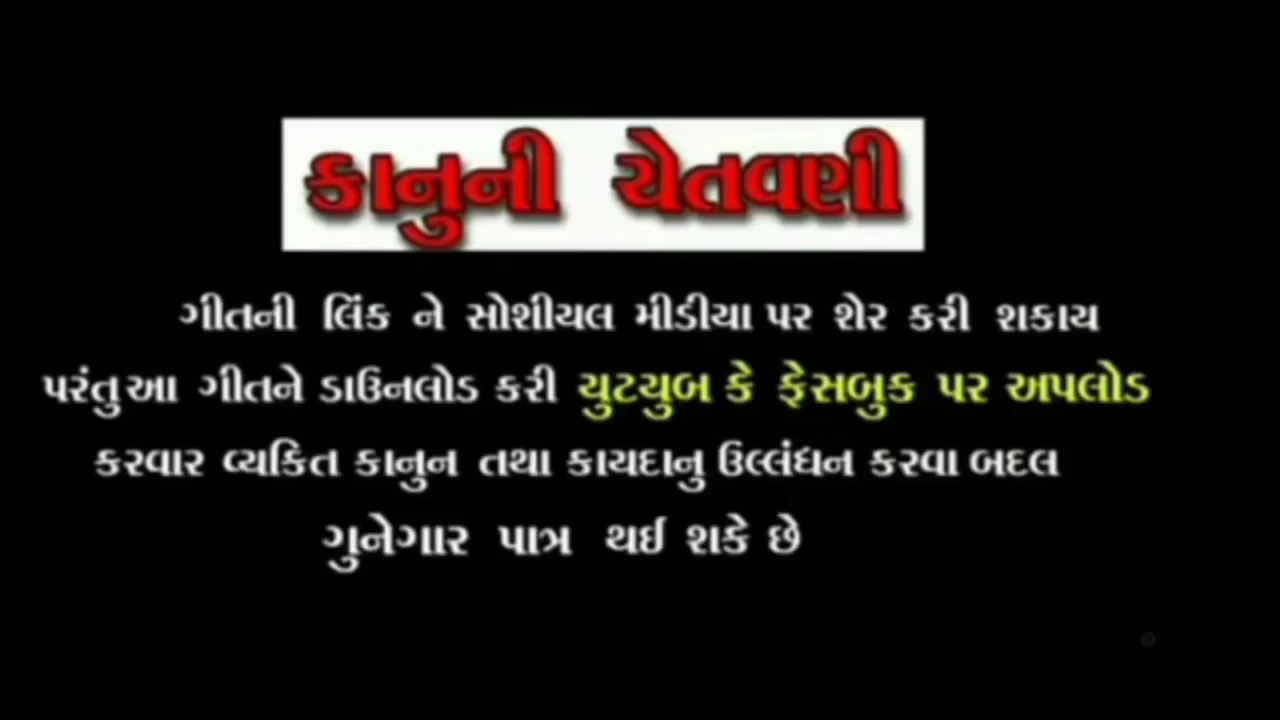 કાનુની ચેતવણી
ગીતની લિંક ને સોશીયલ મીડીયા પર શેર કરી શકાય
પરંતુ આ ગીતને ડાઉનલોડ કરી યુટયુબ કે ફેસબુક પર અપલોડ
કરવાર વ્યકિત કાનુન તથા કાયદાનુ ઉલ્લંઘન કરવા બદલ
ગુનેગાર પાત્ર થઈ શકે છે